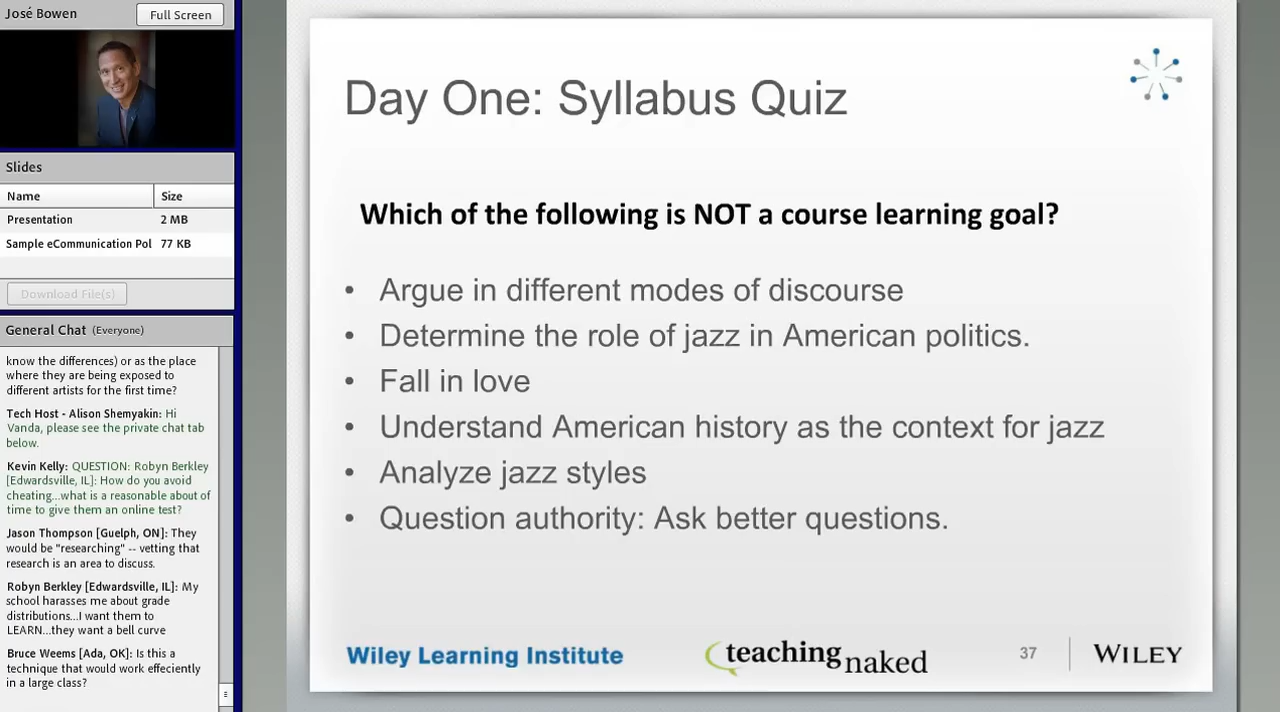 José Bowen
Full Screen
Slides
Name Size
Presentation 2 MB
Sample eCommunication Pol 77 KB
Download File(s)
General Chat (Everyone)
know the differences) or as the place
where they are being exposed to
different artists for the first time?
Tech Host - Alison Shemyakin: Hi
Vanda, please see the private chat tab
below.
Kevin Kelly: QUESTION: Robyn Berkley
[Edwardsville, IL]: How do you avoid
cheating...what is a reasonable about of
time to give them an online test?
Jason Thompson [Guelph, ON]: They
would be "researching" -- vetting that
research is an area to discuss.
Robyn Berkley [Edwardsville, IL]: My
school harasses me about grade
distributions...I want them to
LEARN...they want a bell curve
Bruce Weems [Ada, OK]: Is this a
technique that would work effeciently
in a large class?
Day One: Syllabus Quiz
Which of the following is NOT a course learning goal?
• Argue in different modes of discourse
• Determine the role of jazz in American politics.
• Fall in love
• Understand American history as the context for jazz
• Analyze jazz styles
• Question authority: Ask better questions.
Wiley Learning Institute
teaching naked
37
WILEY